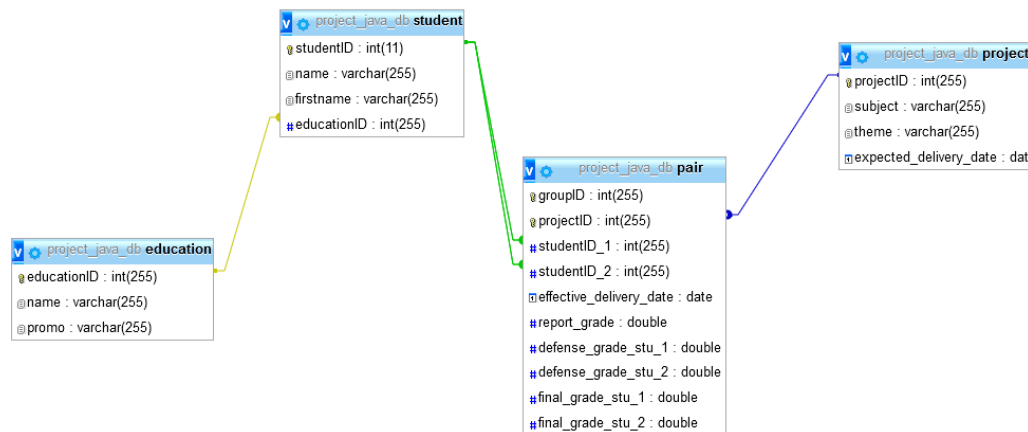 project_java_db student
studentID : int(11)
name : varchar(255)
firstname : varchar(255)
educationID : int(255)
project_java_db project
projectID : int(255)
subject : varchar(255)
theme : varchar(255)
expected_delivery_date : dat
project_java_db pair
groupID : int(255)
projectID : int(255)
studentID_1 : int(255)
studentID_2 : int(255)
effective_delivery_date : date
report_grade : double
defense_grade_stu_1 : double
defense_grade_stu_2 : double
final_grade_stu_1 : double
final_grade_stu_2 : double
project_java_db education
educationID : int(255)
name : varchar(255)
promo : varchar(255)